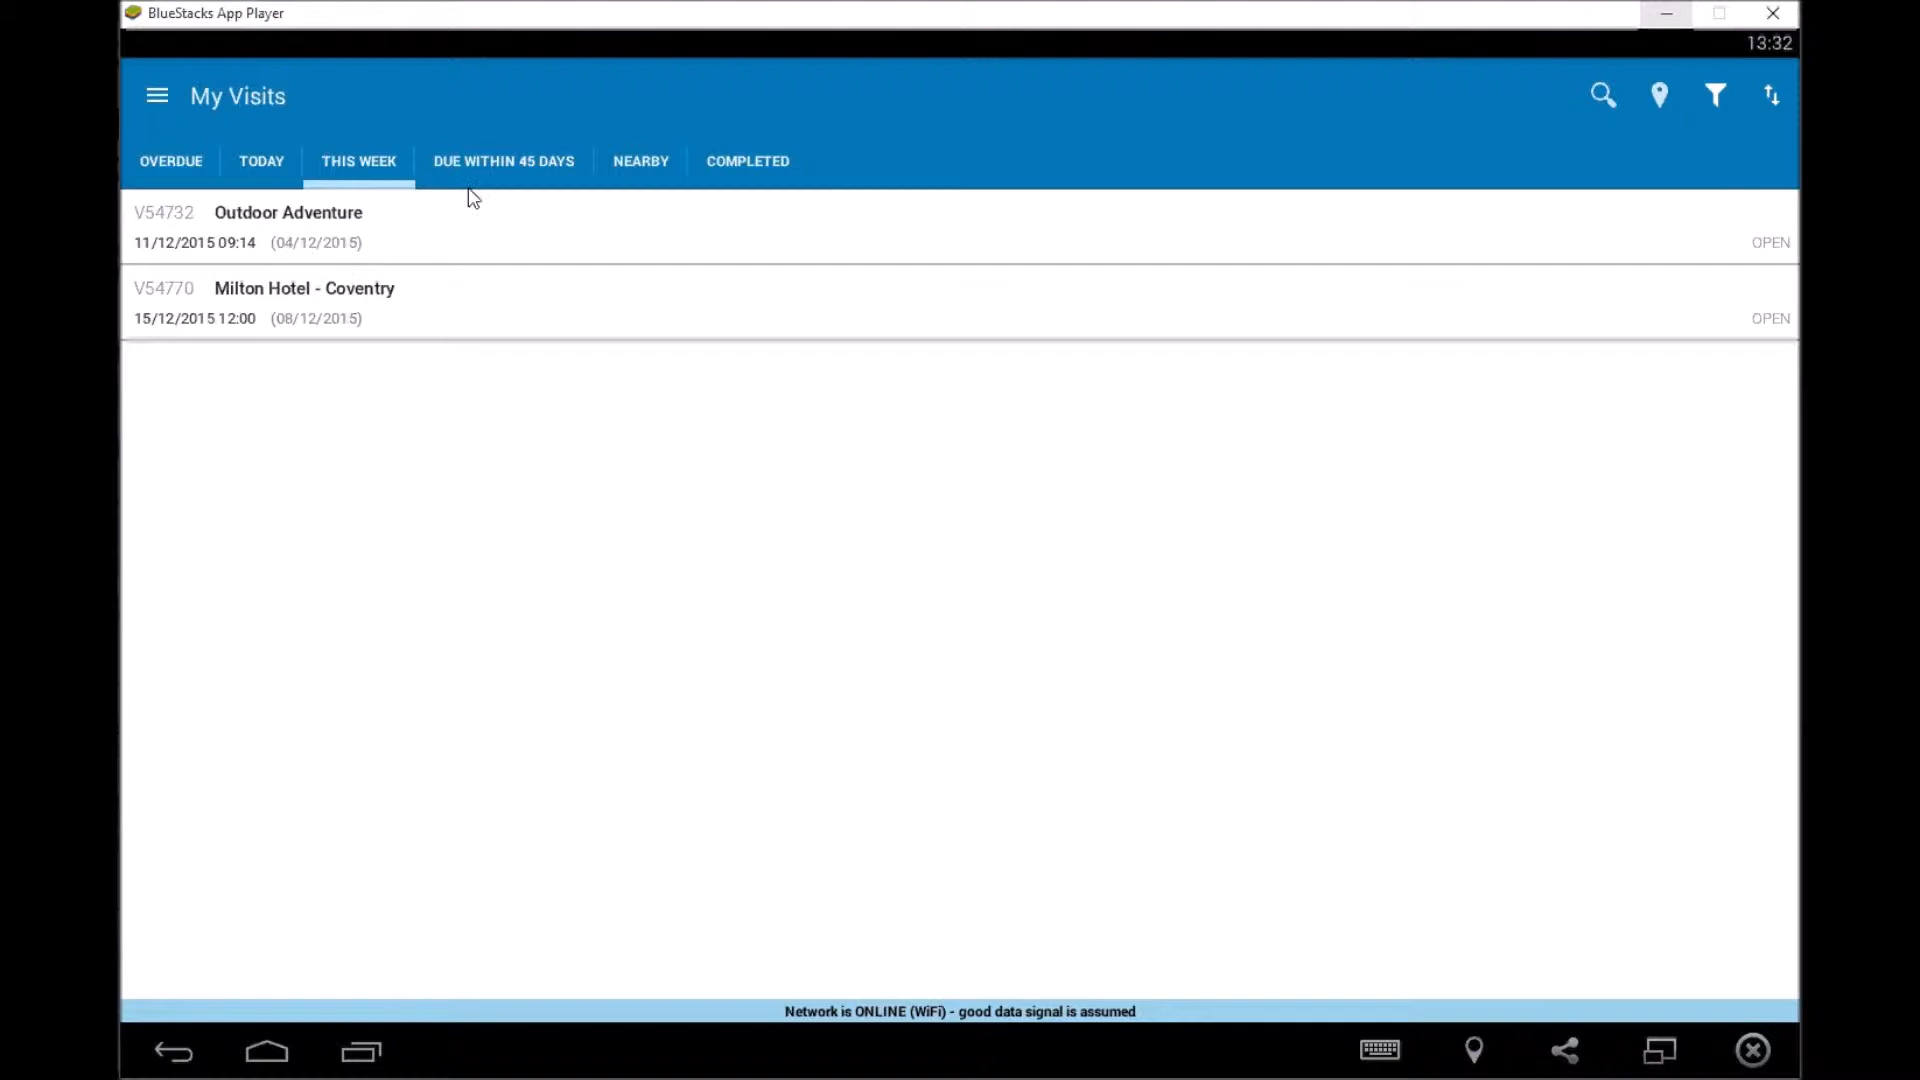 BlueStacks App Player
13:32
My Visits
OVERDUE TODAY THIS WEEK DUE WITHIN 45 DAYS NEARBY COMPLETED
V54732 Outdoor Adventure
11/12/2015 09:14 (04/12/2015) OPEN
V54770 Milton Hotel - Coventry
15/12/2015 12:00 (08/12/2015) OPEN
Network is ONLINE (WiFi) - good data signal is assumed